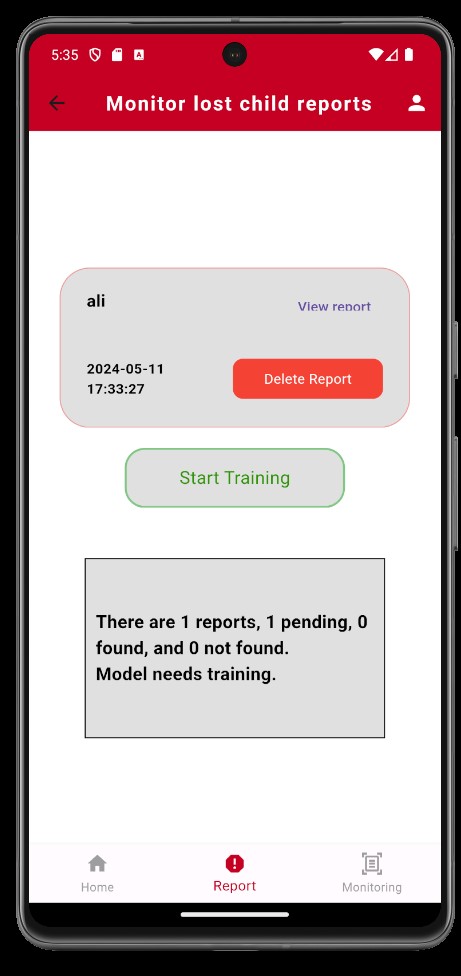 5:35
A
Monitor lost child reports
ali
View report
2024-05-11
17:33:27
Delete Report
Start Training
There are 1 reports, 1 pending, 0
found, and 0 not found.
Model needs training.
Home
Report
Monitoring